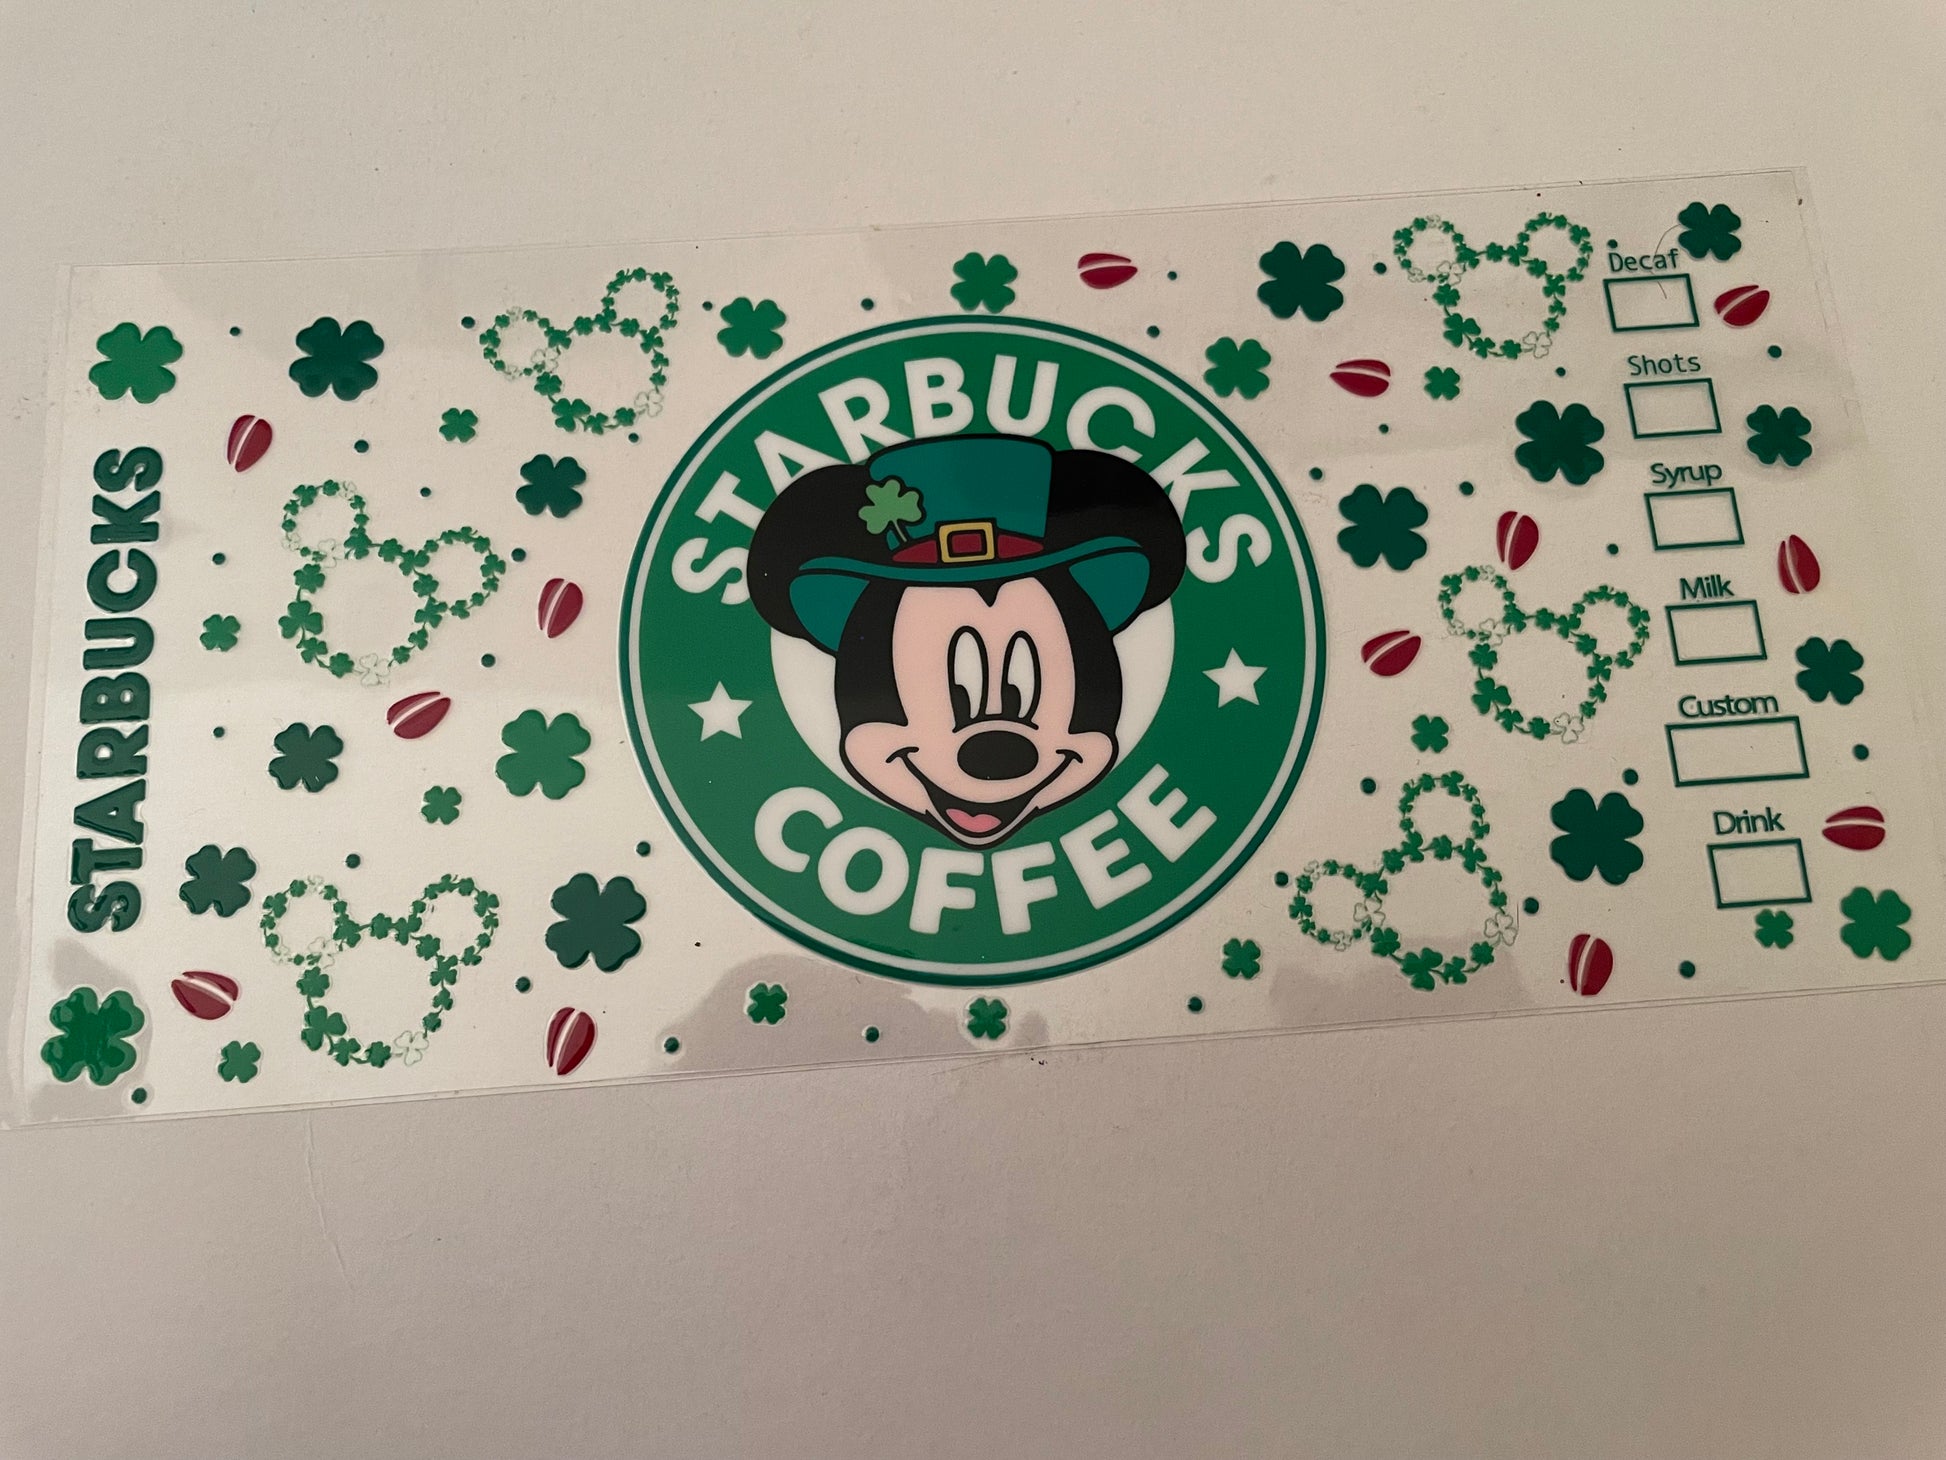 STARBUCKS
STARBUCKS
COFFEE
Decaf
Shots
Syrup
Milk
Custom
Drink